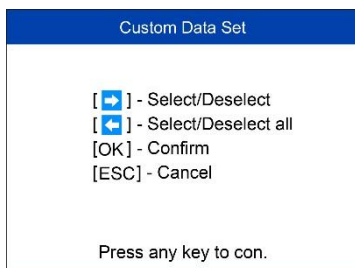 Custom Data Set
[➡] - Select/Deselect
[⬅] - Select/Deselect all
[OK] - Confirm
[ESC] - Cancel
Press any key to con.